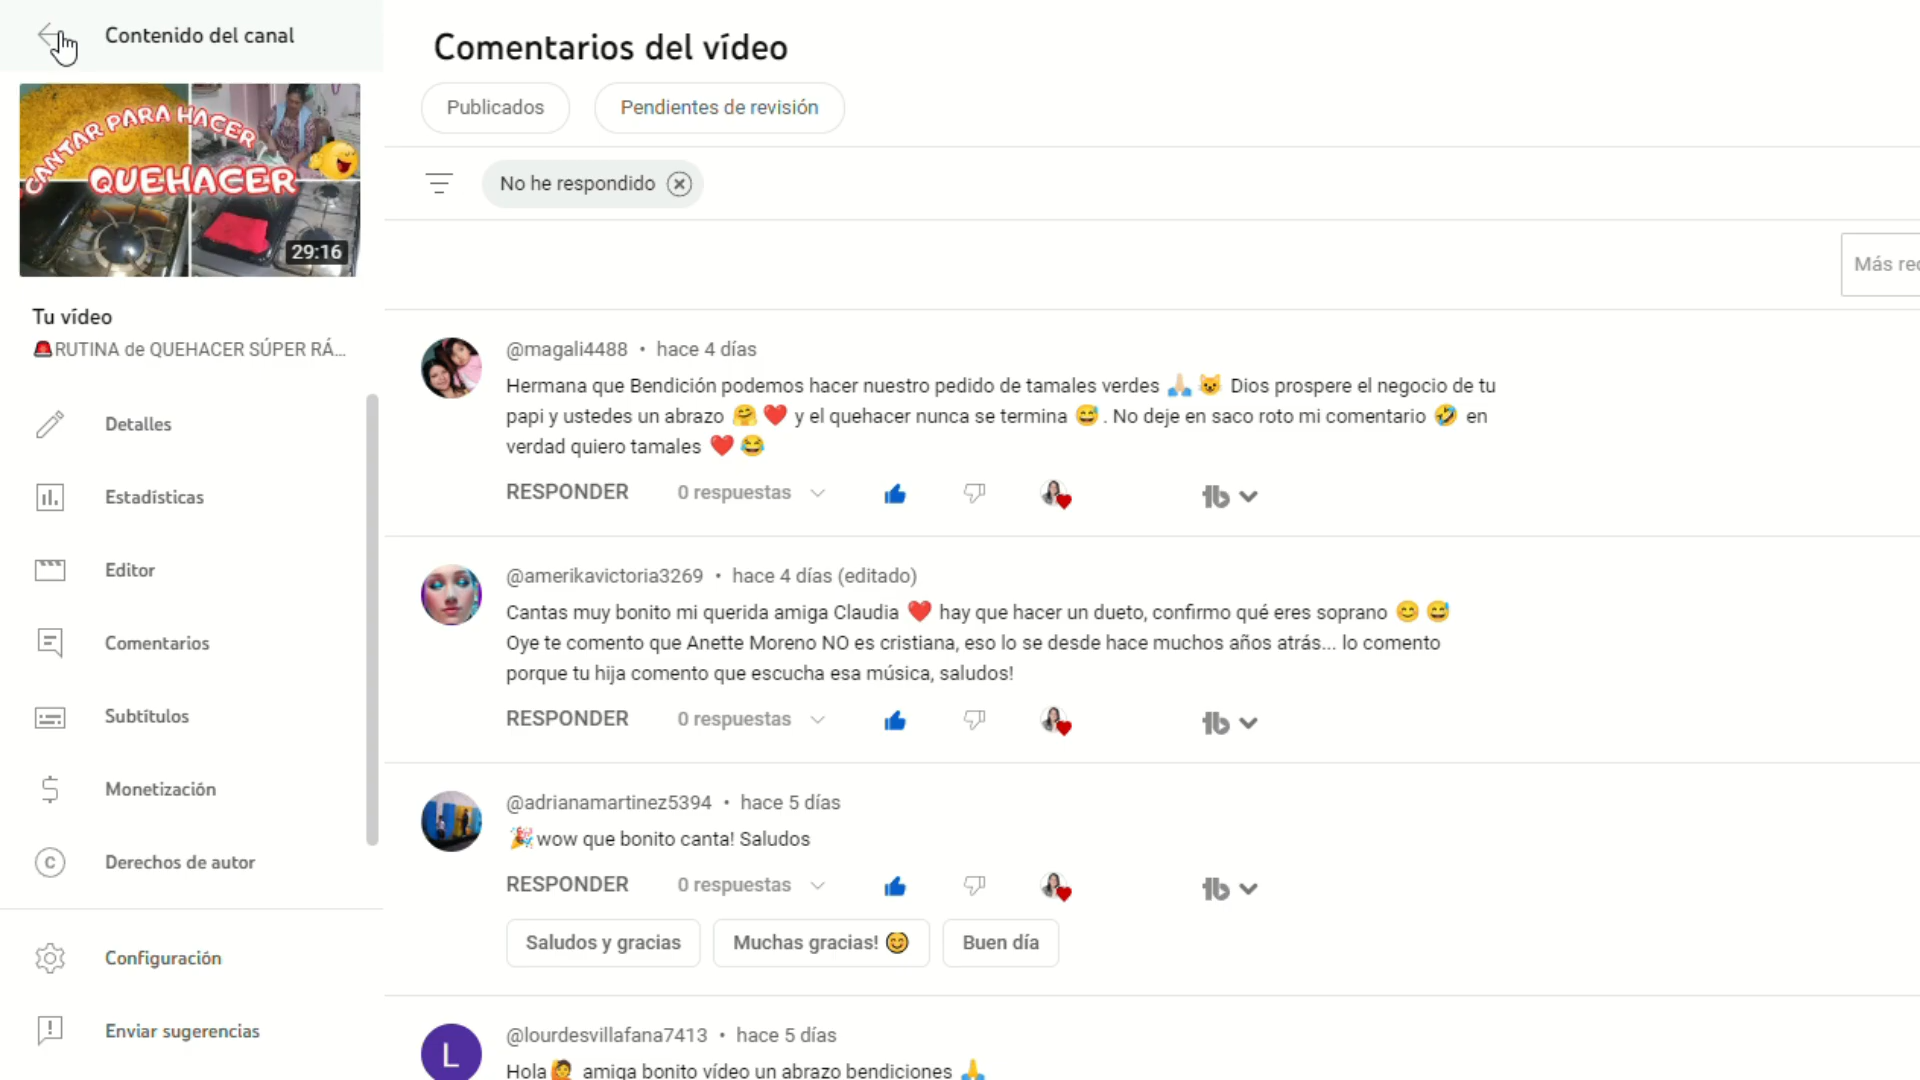 Contenido del canal
CANTAR PARA HACER
QUEHACER
29:16
Tu vídeo
🚨RUTINA de QUEHACER SÚPER RÁ...
Detalles
Estadísticas
Editor
Comentarios
Subtítulos
Monetización
Derechos de autor
Configuración
Enviar sugerencias
Comentarios del vídeo
Publicados
Pendientes de revisión
No he respondido
Más rec
@magali4488 • hace 4 días
Hermana que Bendición podemos hacer nuestro pedido de tamales verdes 🙏🏻 😺 Dios prospere el negocio de tu
papi y ustedes un abrazo 🤗 ❤️ y el quehacer nunca se termina 😅 . No deje en saco roto mi comentario 🤣 en
verdad quiero tamales ❤️ 😂
RESPONDER 0 respuestas
@amerikavictoria3269 • hace 4 días (editado)
Cantas muy bonito mi querida amiga Claudia ❤️ hay que hacer un dueto, confirmo qué eres soprano 😊 😅
Oye te comento que Anette Moreno NO es cristiana, eso lo se desde hace muchos años atrás... lo comento
porque tu hija comento que escucha esa música, saludos!
RESPONDER 0 respuestas
@adrianamartinez5394 • hace 5 días
🎉 wow que bonito canta! Saludos
RESPONDER 0 respuestas
Saludos y gracias
Muchas gracias! 😊
Buen día
L
@lourdesvillafana7413 • hace 5 días
Hola 🙋 amiga bonito vídeo un abrazo bendiciones 🙏